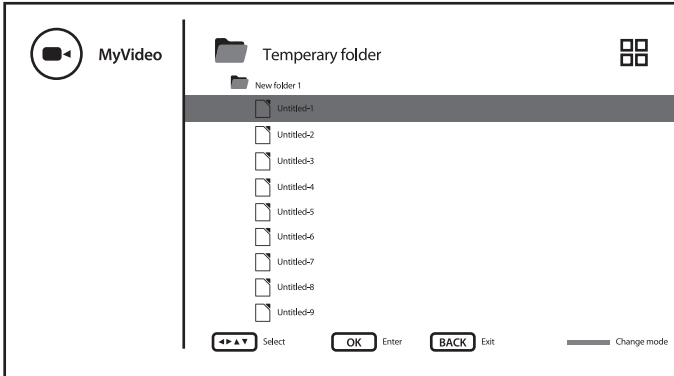 MyVideo
Temperary folder
New folder 1
Untitled-1
Untitled-2
Untitled-3
Untitled-4
Untitled-5
Untitled-6
Untitled-7
Untitled-8
Untitled-9
◄►▲▼ Select OK Enter BACK Exit Change mode